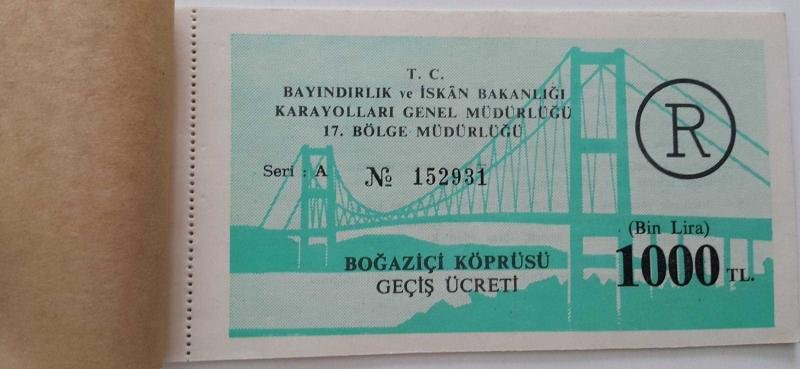 T. C.
BAYINDIRLIK ve İSKÂN BAKANLIĞI
KARAYOLLARI GENEL MÜDÜRLÜĞÜ
17. BÖLGE MÜDÜRLÜĞÜ
R
Seri : A № 152931
(Bin Lira)
1000 TL.
BOĞAZİÇİ KÖPRÜSÜ
GEÇİŞ ÜCRETİ